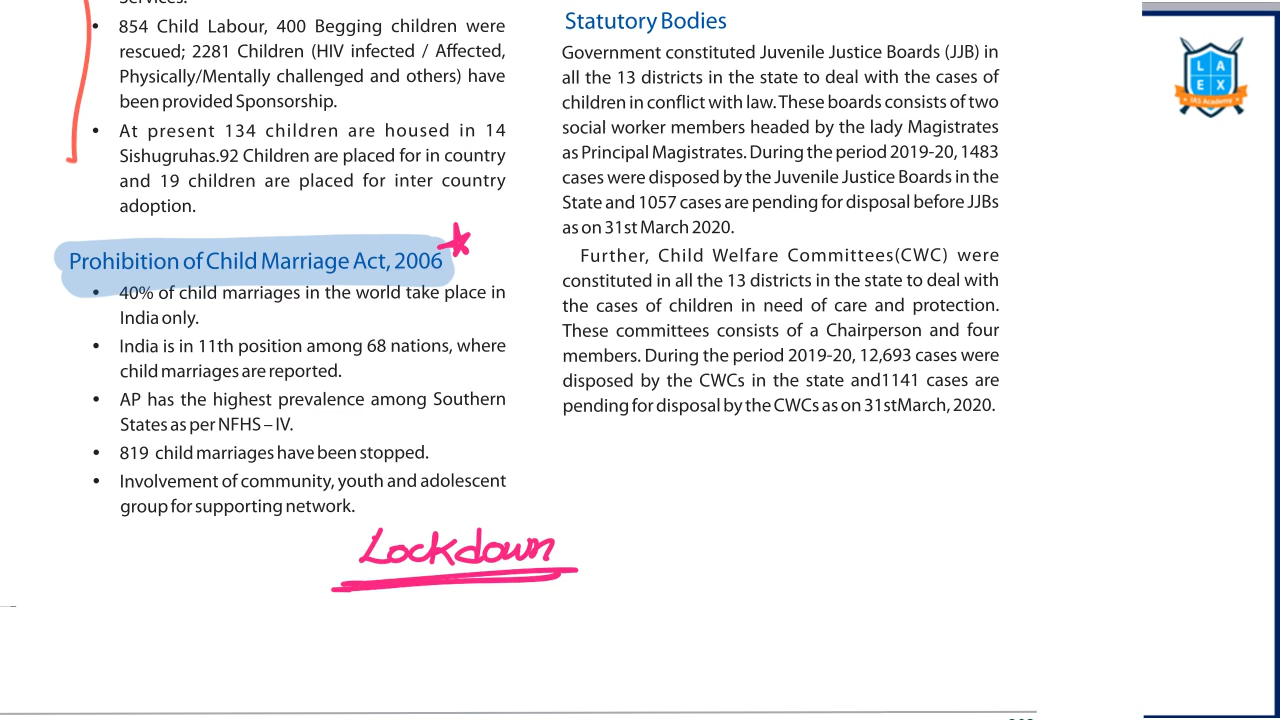 • 854 Child Labour, 400 Begging children were
rescued; 2281 Children (HIV infected / Affected,
Physically/Mentally challenged and others) have
been provided Sponsorship.
• At present 134 children are housed in 14
Sishugruhas.92 Children are placed for in country
and 19 children are placed for inter country
adoption.
Prohibition of Child Marriage Act, 2006
• 40% of child marriages in the world take place in
India only.
• India is in 11th position among 68 nations, where
child marriages are reported.
• AP has the highest prevalence among Southern
States as per NFHS – IV.
• 819 child marriages have been stopped.
• Involvement of community, youth and adolescent
group for supporting network.
Lockdown
Statutory Bodies
Government constituted Juvenile Justice Boards (JJB) in
all the 13 districts in the state to deal with the cases of
children in conflict with law. These boards consists of two
social worker members headed by the lady Magistrates
as Principal Magistrates. During the period 2019-20, 1483
cases were disposed by the Juvenile Justice Boards in the
State and 1057 cases are pending for disposal before JJBs
as on 31st March 2020.
Further, Child Welfare Committees(CWC) were
constituted in all the 13 districts in the state to deal with
the cases of children in need of care and protection.
These committees consists of a Chairperson and four
members. During the period 2019-20, 12,693 cases were
disposed by the CWCs in the state and1141 cases are
pending for disposal by the CWCs as on 31stMarch, 2020.
L A
E X
IAS Academy